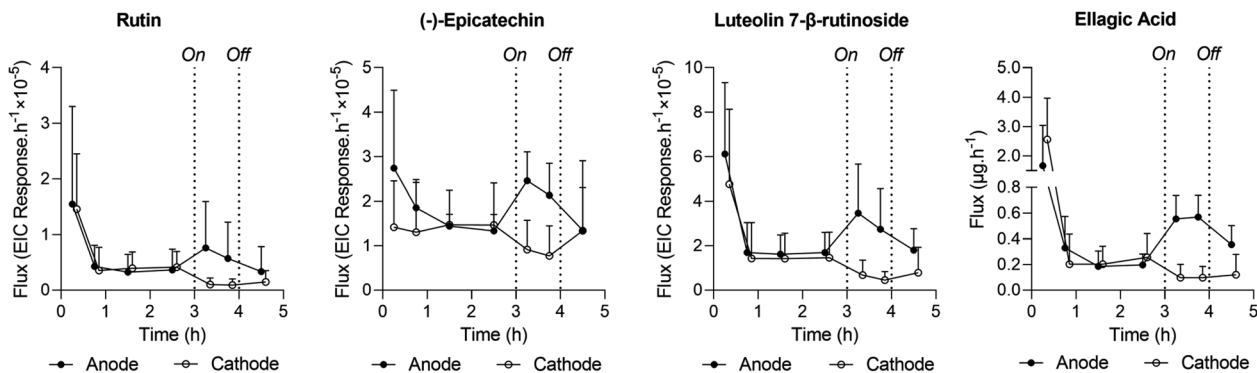 Rutin
On Off
4
3
2
1
0
Flux (EIC Response.h⁻¹×10⁻⁵)
0 1 2 3 4 5
Time (h)
Anode Cathode
(-)-Epicatechin
On Off
5
4
3
2
1
0
Flux (EIC Response.h⁻¹×10⁻⁵)
0 1 2 3 4 5
Time (h)
Anode Cathode
Luteolin 7-β-rutinoside
On Off
10
8
6
4
2
0
Flux (EIC Response.h⁻¹×10⁻⁵)
0 1 2 3 4 5
Time (h)
Anode Cathode
Ellagic Acid
On Off
5.0
4.0
3.0
2.0
1.0
0.8
0.6
0.4
0.2
0.0
Flux (μg.h⁻¹)
0 1 2 3 4 5
Time (h)
Anode Cathode